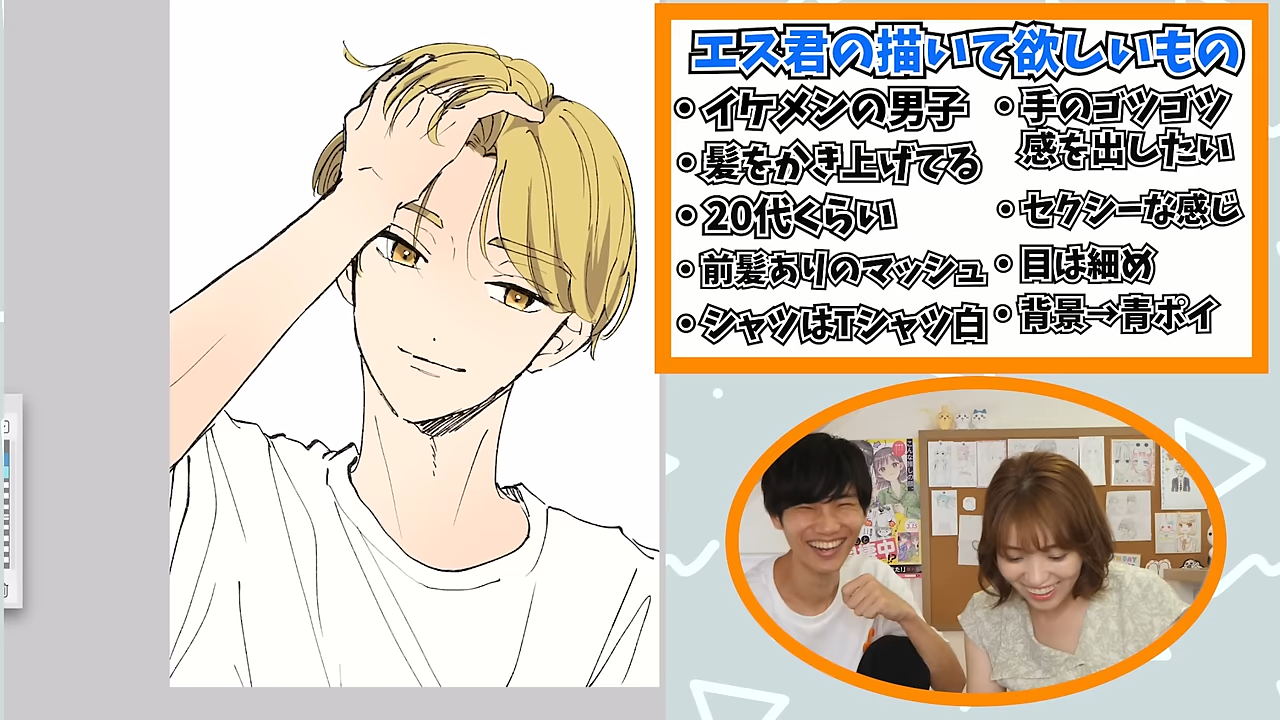 エス君の描いて欲しいもの
・イケメンの男子
・髪をかき上げてる
・20代くらい
・前髪ありのマッシュ
・シャツはTシャツ白
・手のゴツゴツ
感を出したい
・セクシーな感じ
・目は細め
・背景→青ポイ